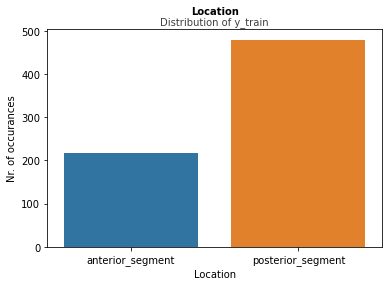 Location
Distribution of y_train
Nr. of occurances
500
400
300
200
100
0
anterior_segment posterior_segment
Location